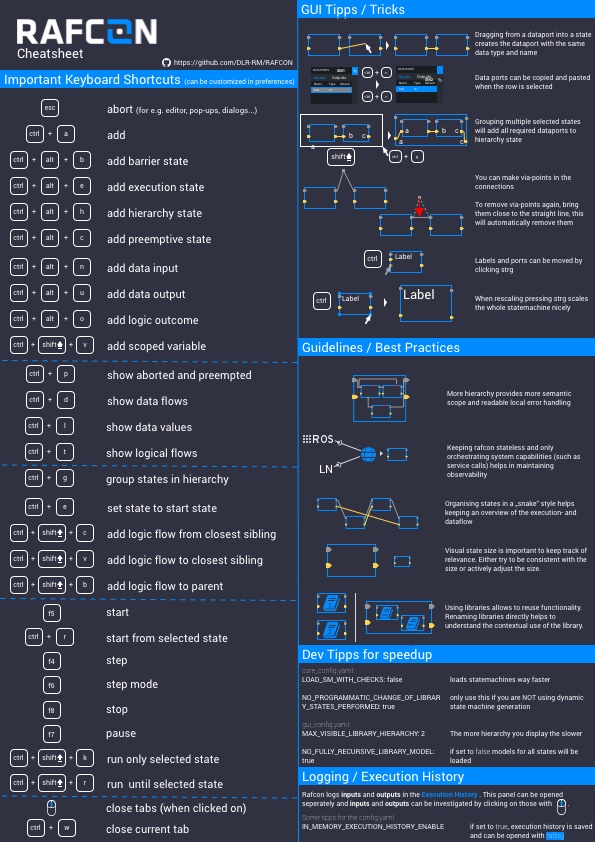 RAFCON
Cheatsheet
https://github.com/DLR-RM/RAFCON
Important Keyboard Shortcuts (can be customized in preferences)
esc abort (for e.g. editor, pop-ups, dialogs...)
ctrl + a add
ctrl + alt + b add barrier state
ctrl + alt + e add execution state
ctrl + alt + h add hierarchy state
ctrl + alt + c add preemptive state
ctrl + alt + n add data input
ctrl + alt + u add data output
ctrl + alt + o add logic outcome
ctrl + shift + v add scoped variable
ctrl + p show aborted and preempted
ctrl + d show data flows
ctrl + l show data values
ctrl + t show logical flows
ctrl + g group states in hierarchy
ctrl + e set state to start state
ctrl + shift + c add logic flow from closest sibling
ctrl + shift + v add logic flow to closest sibling
ctrl + shift + b add logic flow to parent
f5 start
ctrl + r start from selected state
f4 step
f6 step mode
f8 stop
f7 pause
ctrl + shift + k run only selected state
ctrl + shift + r run until selected state
close tabs (when clicked on)
ctrl + w close current tab
GUI Tipps / Tricks
Dragging from a dataport into a state
creates the dataport with the same
data type and name
ctrl + c
ctrl + v
Data ports can be copied and pasted
when the row is selected
a b c
a b c
a c
Grouping multiple selected states
will add all required dataports to
hierarchy state
shift
ctrl + g
You can make via-points in the
connections
To remove via-points again, bring
them close to the straight line, this
will automatically remove them
ctrl Label
Labels and ports can be moved by
clicking strg
ctrl Label Label
When rescaling pressing strg scales
the whole statemachine nicely
Guidelines / Best Practices
More hierarchy provides more semantic
scope and readable local error handling
ROS
LN
Keeping rafcon stateless and only
orchestrating system capabilities (such as
service calls) helps in maintaining
observability
Organising states in a „snake" style helps
keeping an overview of the execution- and
dataflow
Visual state size is important to keep track of
relevance. Either try to be consistent with the
size or actively adjust the size.
Using libraries allows to reuse functionality.
Renaming libraries directly helps to
understand the contextual use of the library.
Dev Tipps for speedup
core_config.yaml:
LOAD_SM_WITH_CHECKS: false loads statemachines way faster
NO_PROGRAMMATIC_CHANGE_OF_LIBRAR only use this if you are NOT using dynamic
Y_STATES_PERFORMED: true state machine generation
gui_config.yaml:
MAX_VISIBLE_LIBRARY_HIERARCHY: 2 The more hierarchy you display the slower
NO_FULLY_RECURSIVE_LIBRARY_MODEL: if set to false models for all states will be
true loaded
Logging / Execution History
Rafcon logs inputs and outputs in the Execution History . This panel can be opened
seperately and inputs and outputs can be investigated by clicking on those with .
Some tipps for the config.yaml
IN_MEMORY_EXECUTION_HISTORY_ENABLE if set to true, execution history is saved
and can be opened with